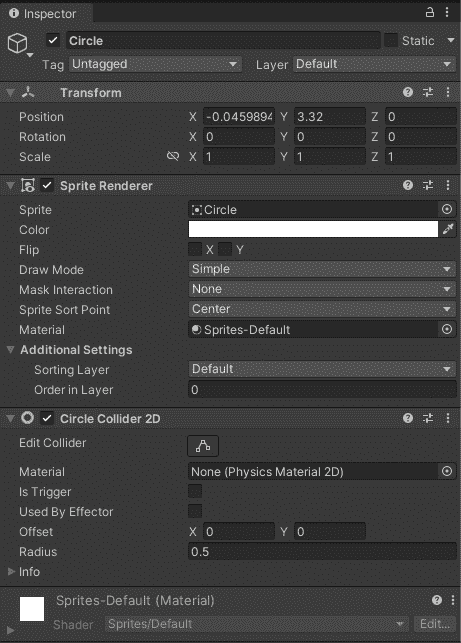 Inspector
Circle Static
Tag Untagged Layer Default
Transform
Position X -0.0459894 Y 3.32 Z 0
Rotation X 0 Y 0 Z 0
Scale X 1 Y 1 Z 1
Sprite Renderer
Sprite Circle
Color
Flip X Y
Draw Mode Simple
Mask Interaction None
Sprite Sort Point Center
Material Sprites-Default
Additional Settings
Sorting Layer Default
Order in Layer 0
Circle Collider 2D
Edit Collider
Material None (Physics Material 2D)
Is Trigger
Used By Effector
Offset X 0 Y 0
Radius 0.5
Info
Sprites-Default (Material)
Shader Sprites/Default Edit...